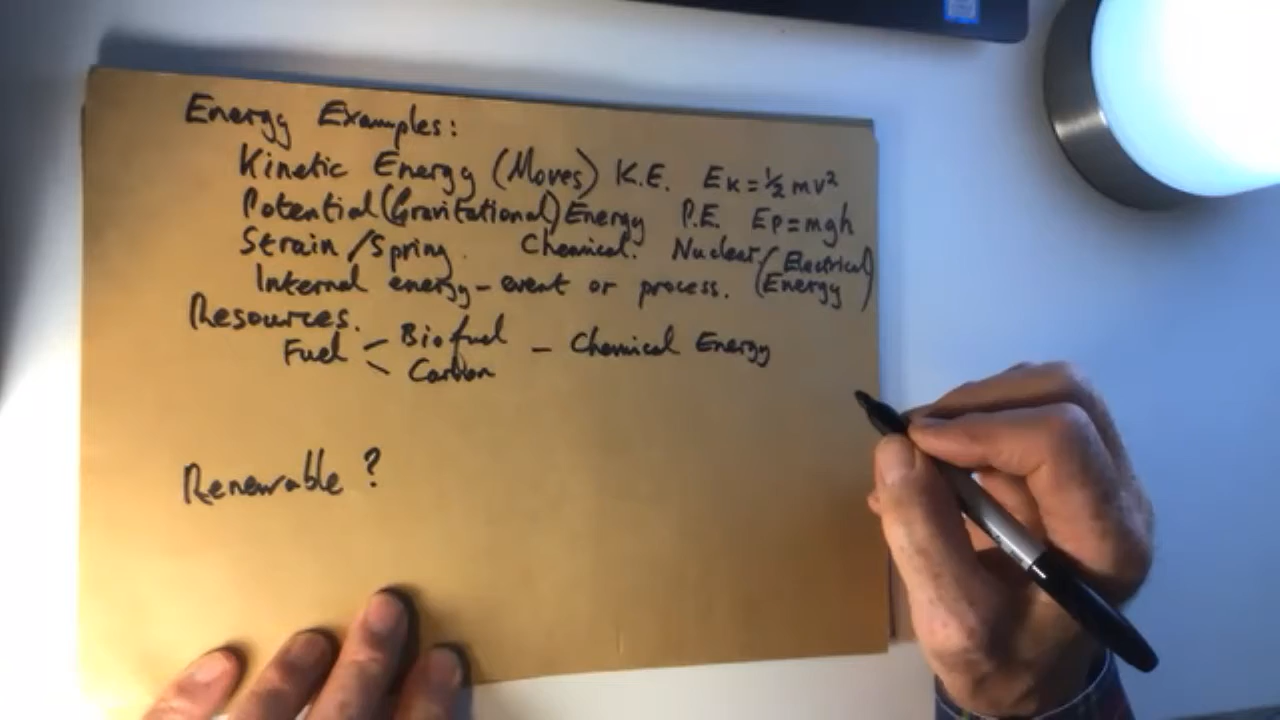 Energy Examples:
Kinetic Energy (Moves) K.E. Ek=½mv²
Potential (Gravitational) Energy P.E. Ep=mgh
Strain/Spring. Chemical. Nuclear. (Electrical
Internal energy - event or process. Energy)
Resources.
Fuel Biofuel - Chemical Energy
Carbon
Renewable ?